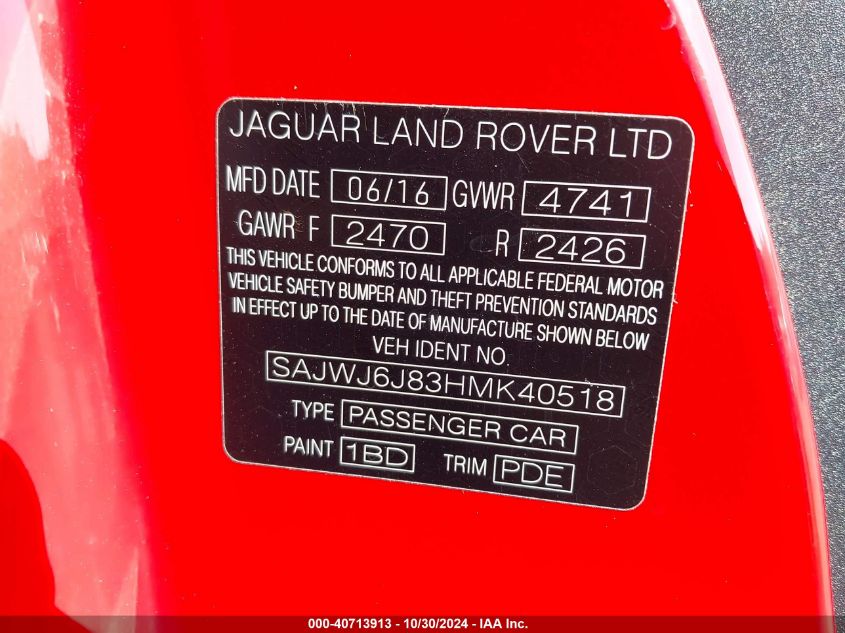 JAGUAR LAND ROVER LTD
MFD DATE 06/16 GVWR 4741
GAWR F 2470 R 2426
THIS VEHICLE CONFORMS TO ALL APPLICABLE FEDERAL MOTOR
VEHICLE SAFETY BUMPER AND THEFT PREVENTION STANDARDS
IN EFFECT UP TO THE DATE OF MANUFACTURE SHOWN BELOW
VEH IDENT NO
SAJWJ6J83HMK40518
TYPE PASSENGER CAR
PAINT 1BD TRIM PDE
000-40713913 - 10/30/2024 - IAA Inc.